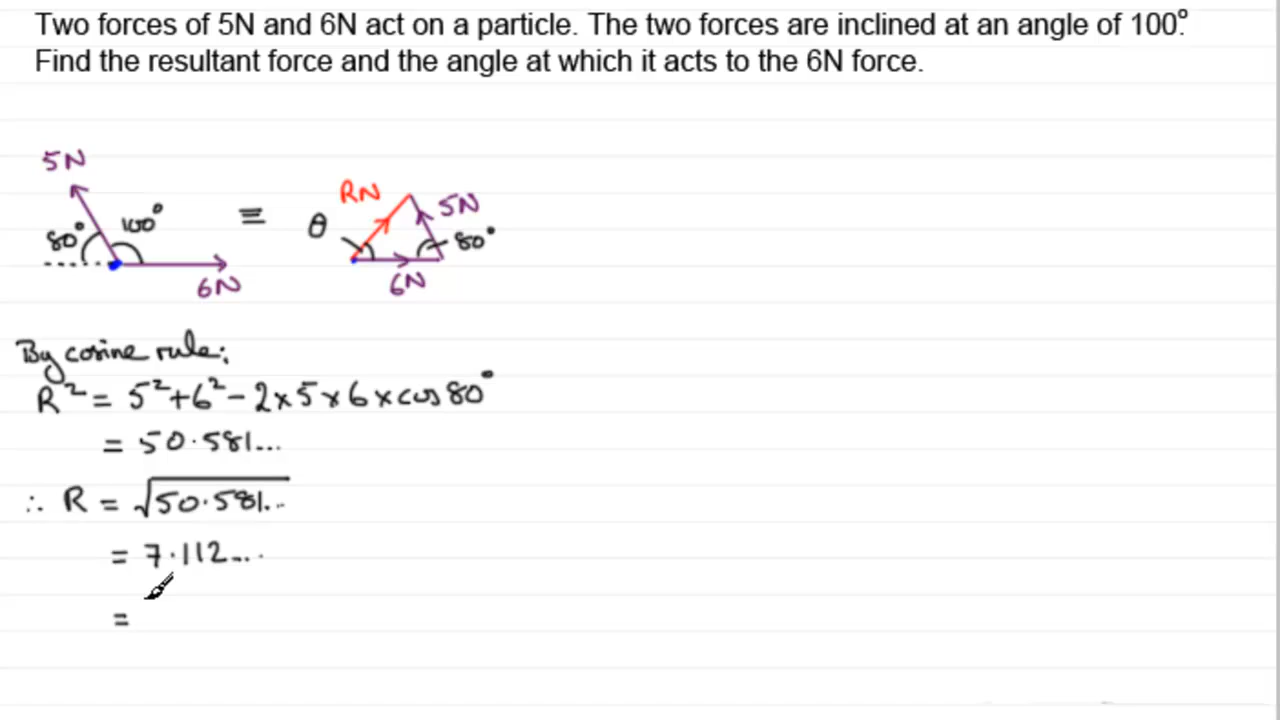 Two forces of 5N and 6N act on a particle. The two forces are inclined at an angle of 100°.
Find the resultant force and the angle at which it acts to the 6N force.
5N
80°
100°
6N
≡
θ
RN
5N
80°
6N
By cosine rule:
R² = 5²+6²-2×5×6×cos80°
= 50.581...
∴ R = √50.581...
= 7.112...
=